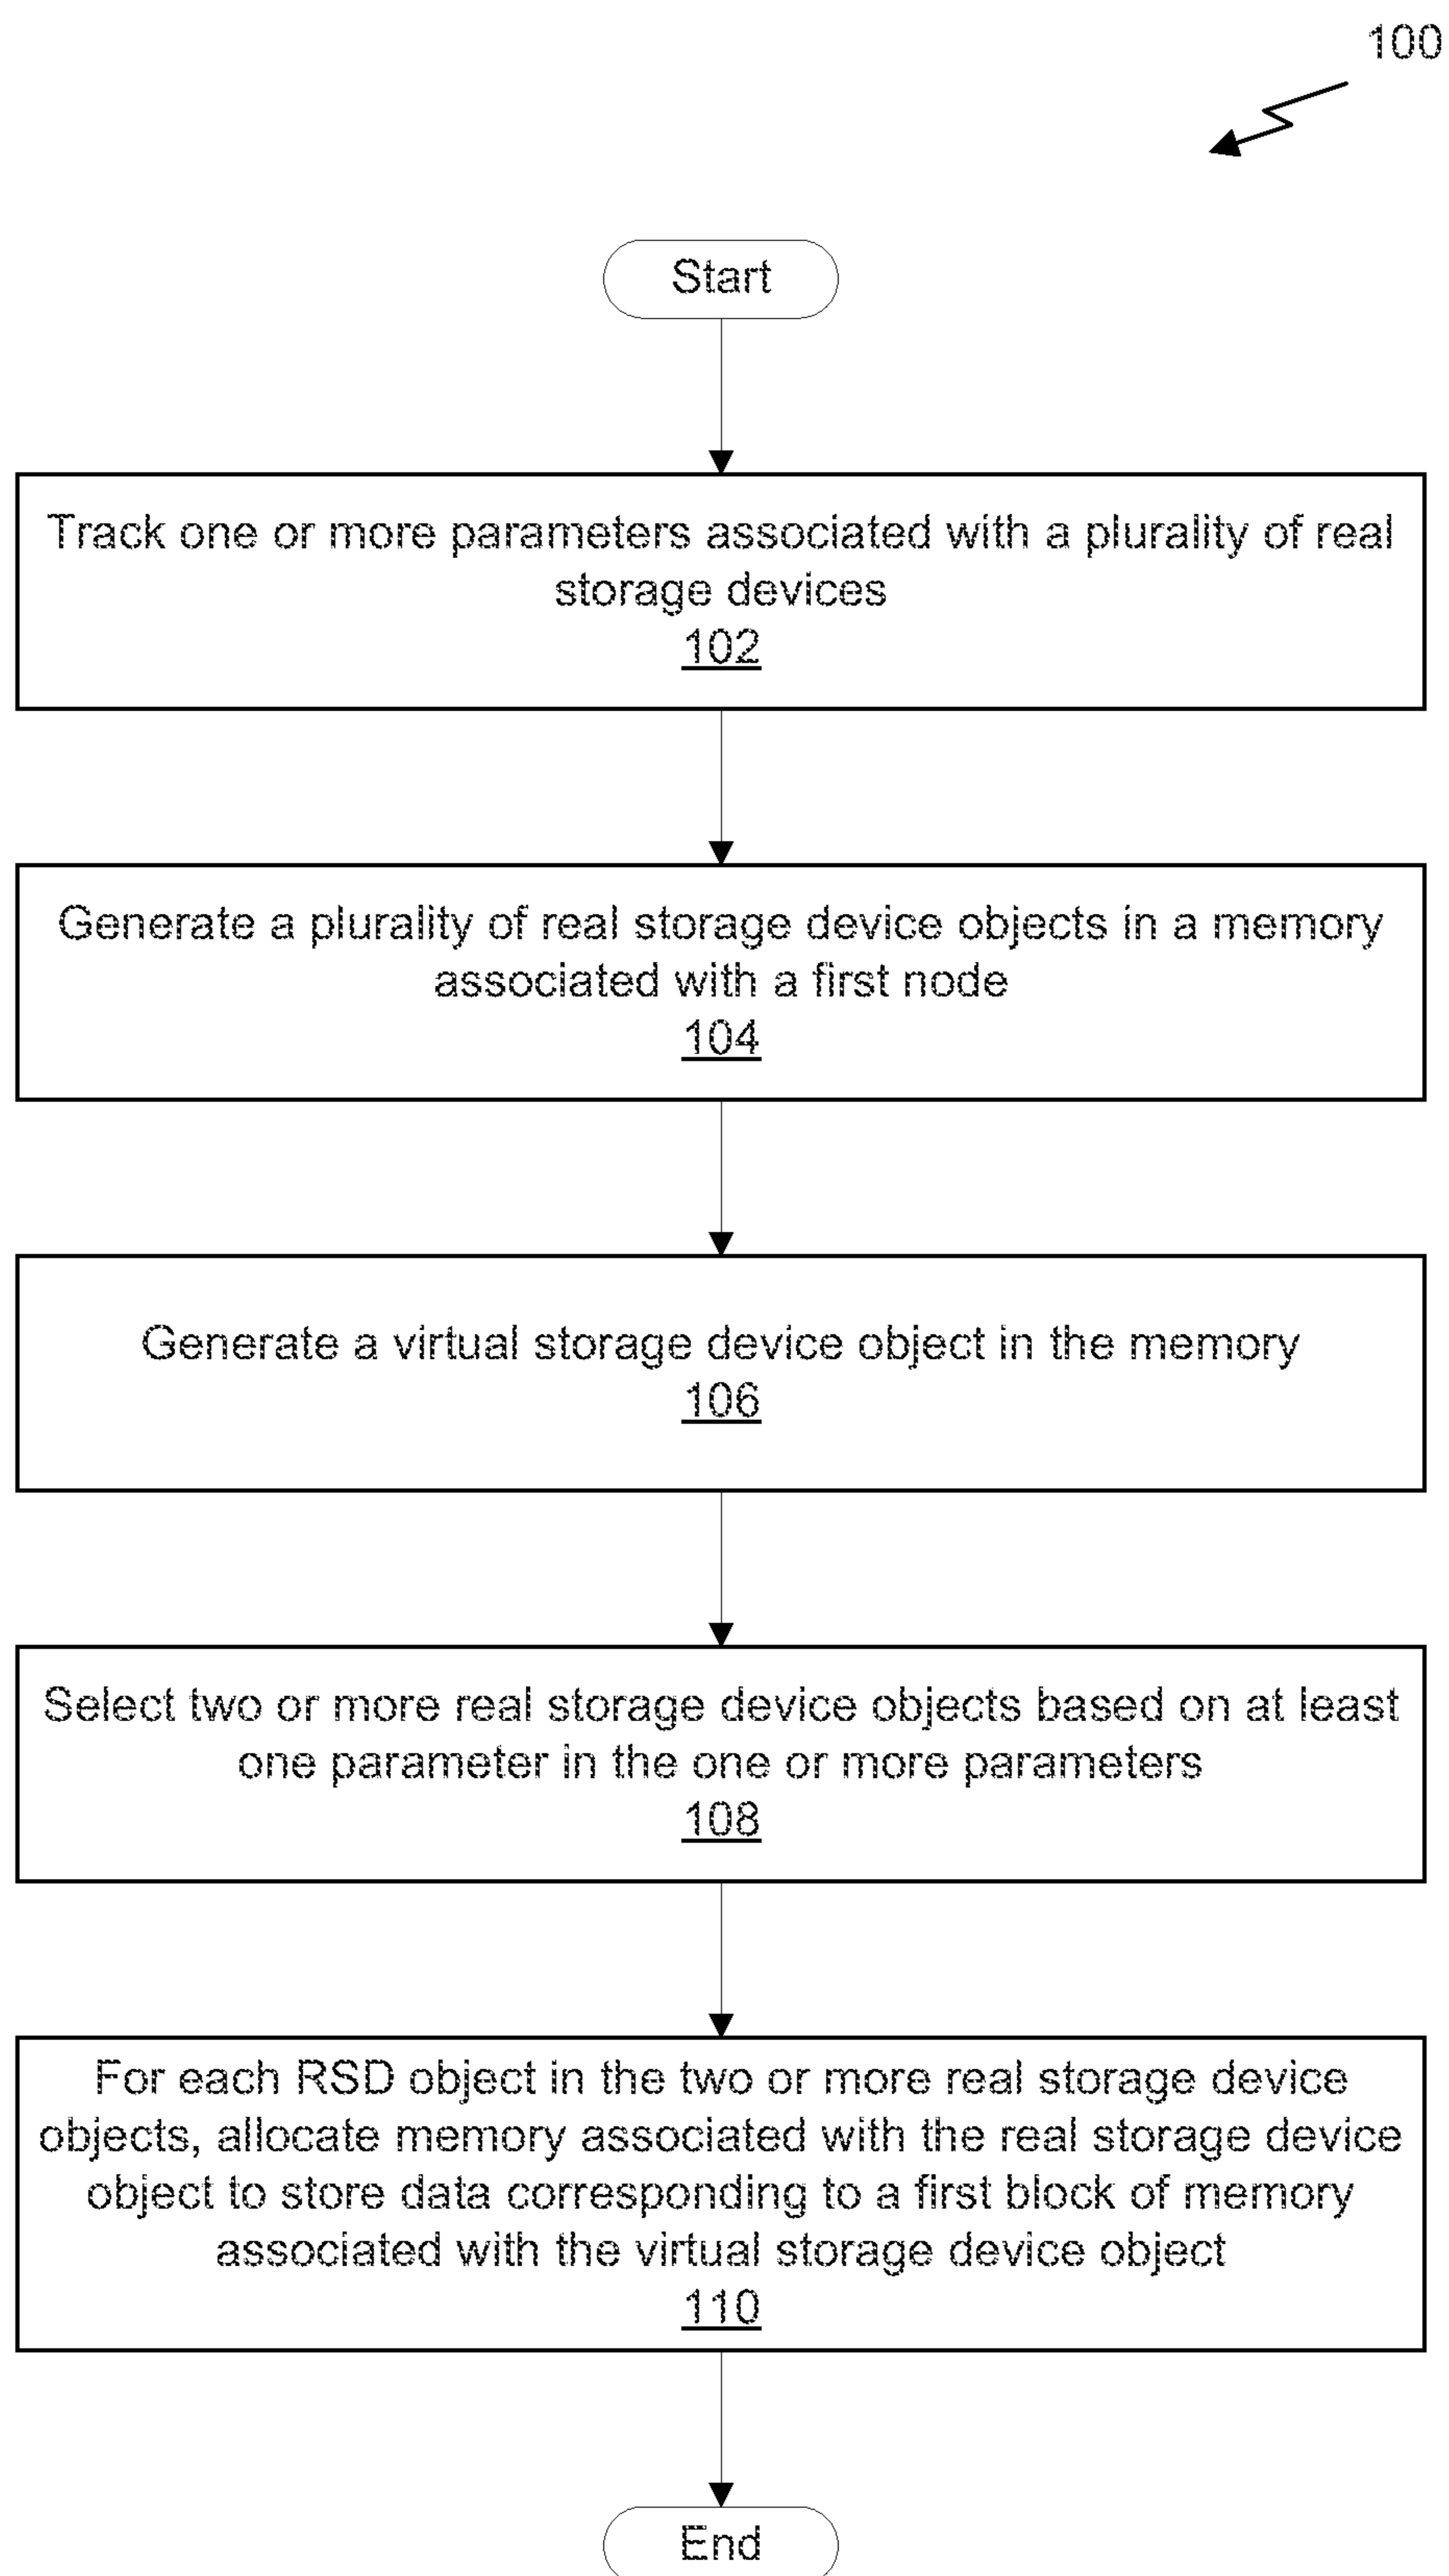 100
Start
Track one or more parameters associated with a plurality of real
storage devices
102
Generate a plurality of real storage device objects in a memory
associated with a first node
104
Generate a virtual storage device object in the memory
106
Select two or more real storage device objects based on at least
one parameter in the one or more parameters
108
For each RSD object in the two or more real storage device
objects, allocate memory associated with the real storage device
object to store data corresponding to a first block of memory
associated with the virtual storage device object
110
End